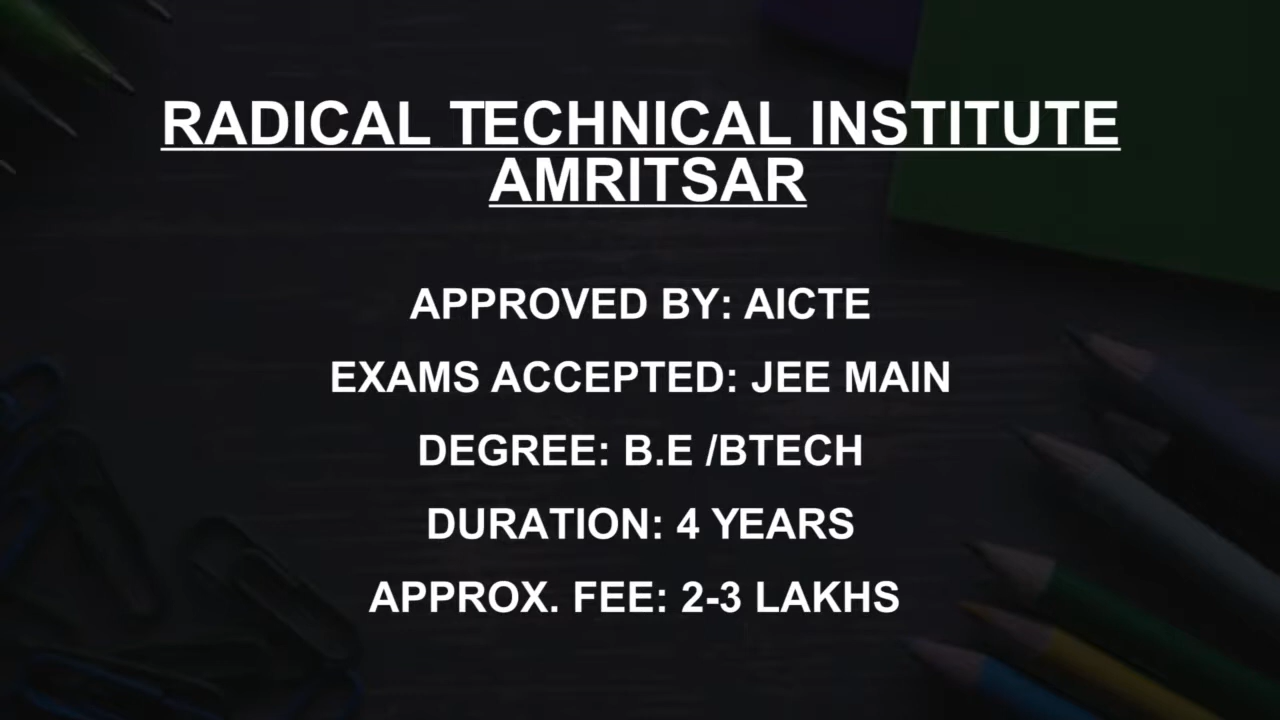 RADICAL TECHNICAL INSTITUTE
AMRITSAR
APPROVED BY: AICTE
EXAMS ACCEPTED: JEE MAIN
DEGREE: B.E /BTECH
DURATION: 4 YEARS
APPROX. FEE: 2-3 LAKHS